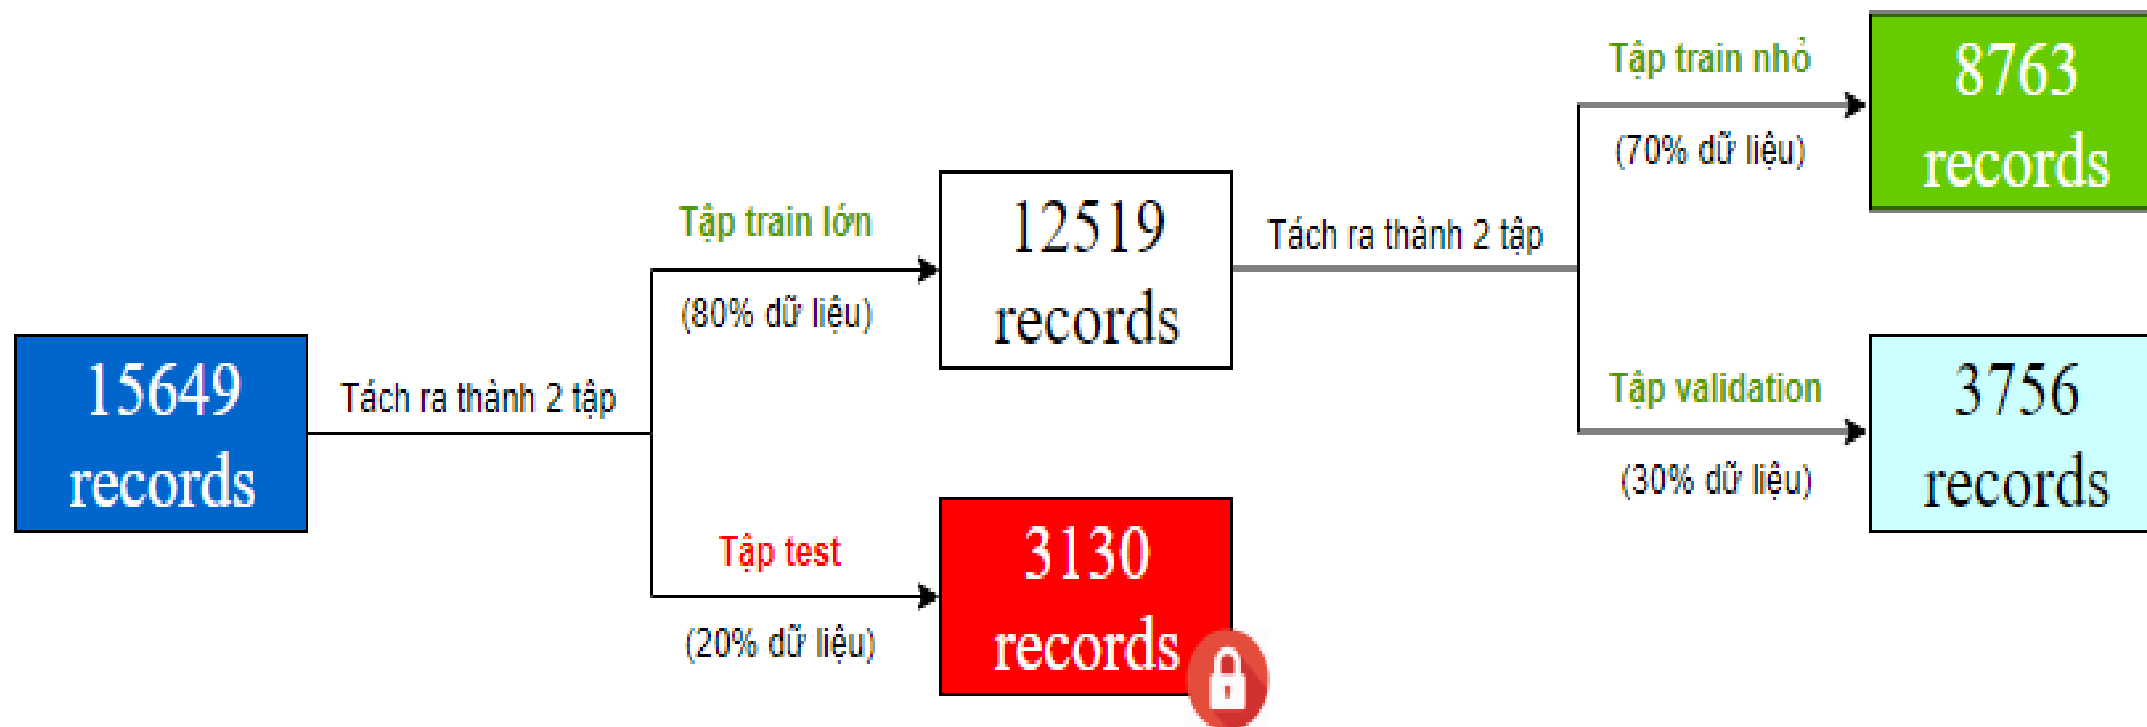 15649
records
Tách ra thành 2 tập
Tập train lớn
(80% dữ liệu)
12519
records
Tập test
(20% dữ liệu)
3130
records
Tách ra thành 2 tập
Tập train nhỏ
(70% dữ liệu)
8763
records
Tập validation
(30% dữ liệu)
3756
records